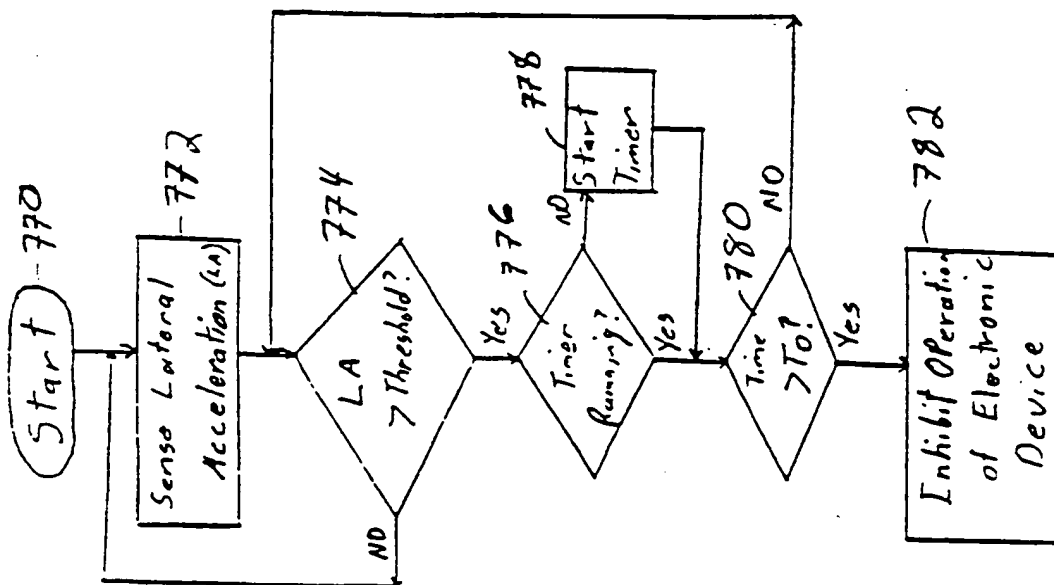 Start
770
Sense Lateral
Acceleration (LA)
772
LA
>Threshold?
774
NO
Yes
Timer
Running?
776
NO
Start
Timer
778
Yes
Time
>To?
780
NO
Yes
Inhibit OPeration
of Electronic
Device
782